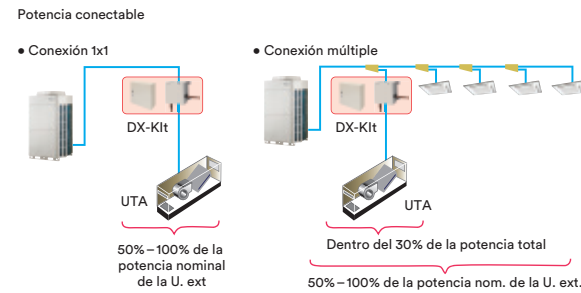 Potencia conectable
• Conexión 1x1
• Conexión múltiple
DX-KIt
DX-KIt
UTA
UTA
50%–100% de la
potencia nominal
de la U. ext
Dentro del 30% de la potencia total
50%–100% de la potencia nom. de la U. ext.